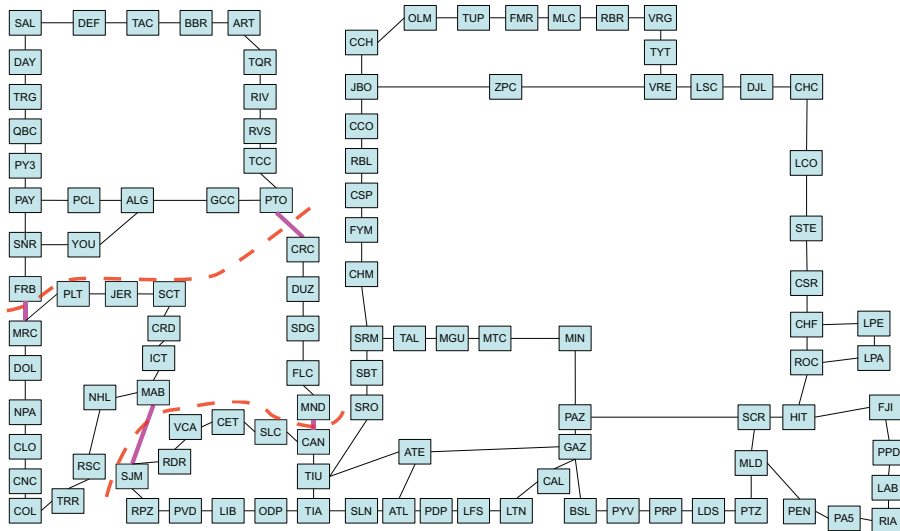 SAL DEF TAC BBR ART
OLM TUP FMR MLC RBR VRG
CCH
TYT
DAY TQR
TRG RIV JBO ZPC VRE LSC DJL CHC
QBC RVS CCO
PY3 TCC RBL LCO
PAY PCL ALG GCC PTO CSP
FYM STE
SNR YOU CRC
CHM
FRB PLT JER SCT DUZ CSR
MRC CRD SDG SRM TAL MGU MTC MIN CHF LPE
ICT ROC LPA
DOL FLC SBT
NHL MAB
NPA MND SRO PAZ SCR HIT FJI
VCA CET SLC
CLO CAN GAZ
ATE
RSC RDR MLD PPD
CNC SJM TIU CAL LAB
TRR
COL RPZ PVD LIB ODP TIA SLN ATL PDP LFS LTN BSL PYV PRP LDS PTZ PEN PA5 RIA